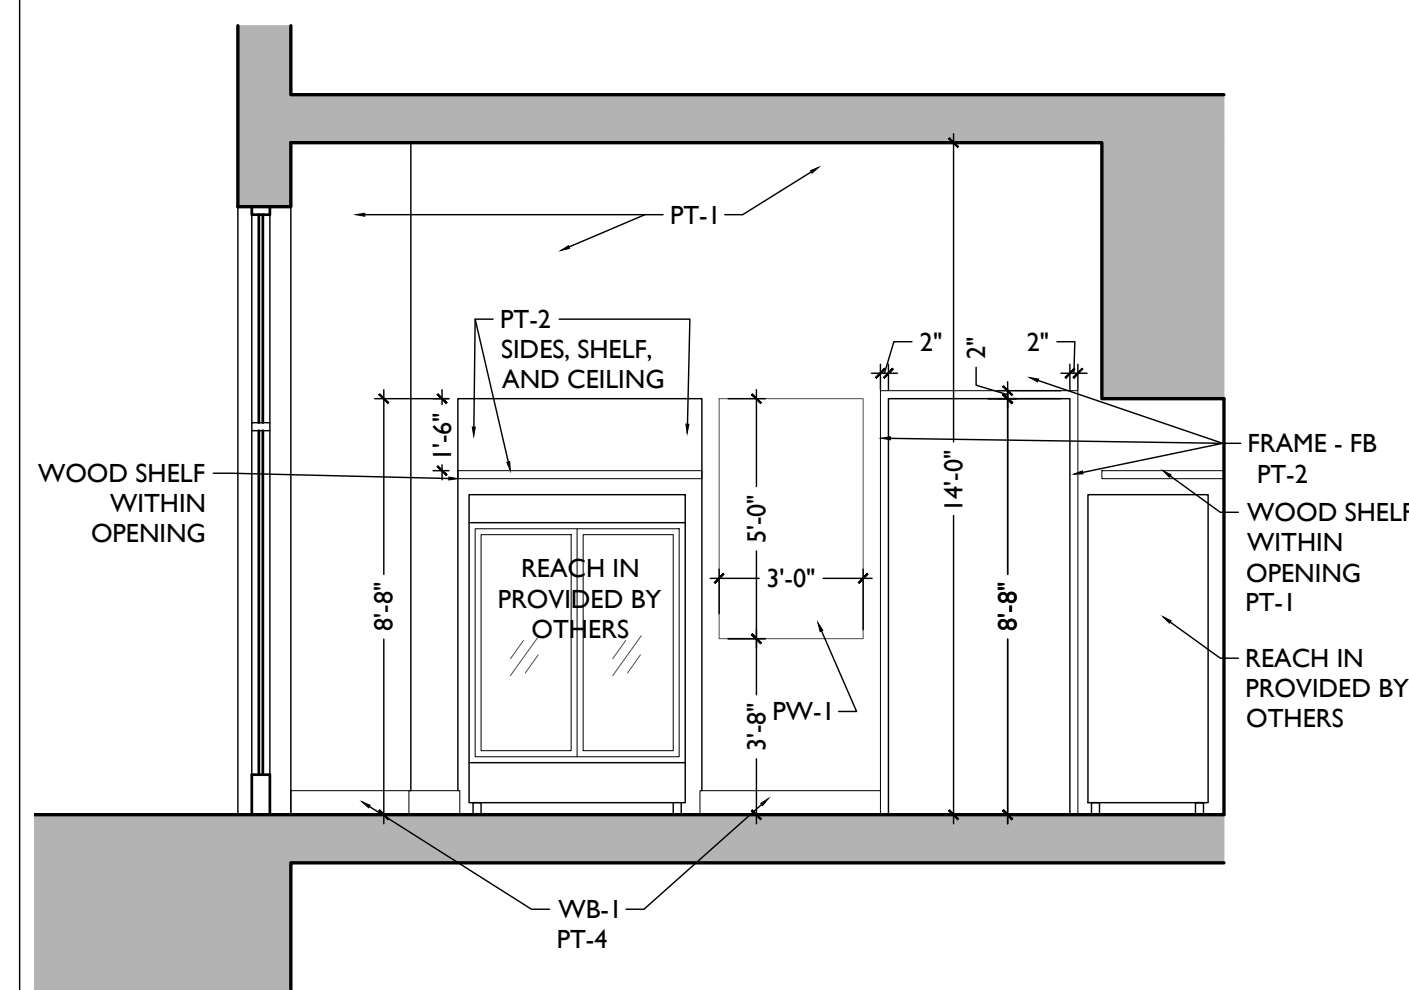 PT-1
PT-2
SIDES, SHELF,
AND CEILING
2"
2"
2"
1'-6"
WOOD SHELF
WITHIN
OPENING
FRAME - FB
PT-2
14'-0"
5'-0"
3'-0"
WOOD SHELF
WITHIN
OPENING
PT-1
REACH IN
PROVIDED BY
OTHERS
8'-8"
8'-8"
REACH IN
PROVIDED BY
OTHERS
3'-8"
PW-1
WB-1
PT-4